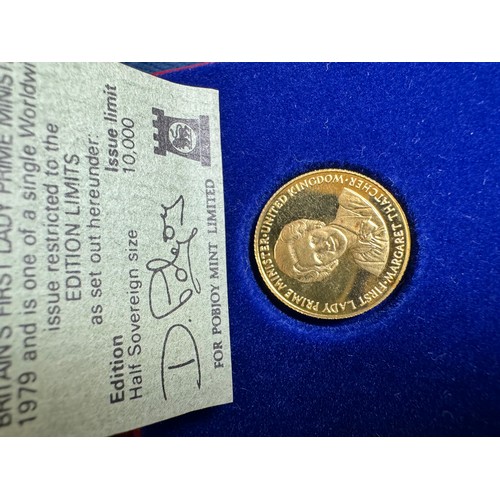 BRITAIN'S FIRST LADY PRIME MINIST
1979 and is one of a single Worldwi
issue restricted to the
EDITION LIMITS
as set out hereunder:
Edition Issue limit
Half Sovereign size 10,000
D Pobjoy
FOR POBJOY MINT LIMITED
FIRST LADY PRIME MINISTER·UNITED KINGDOM·MARGARET THATCHER·